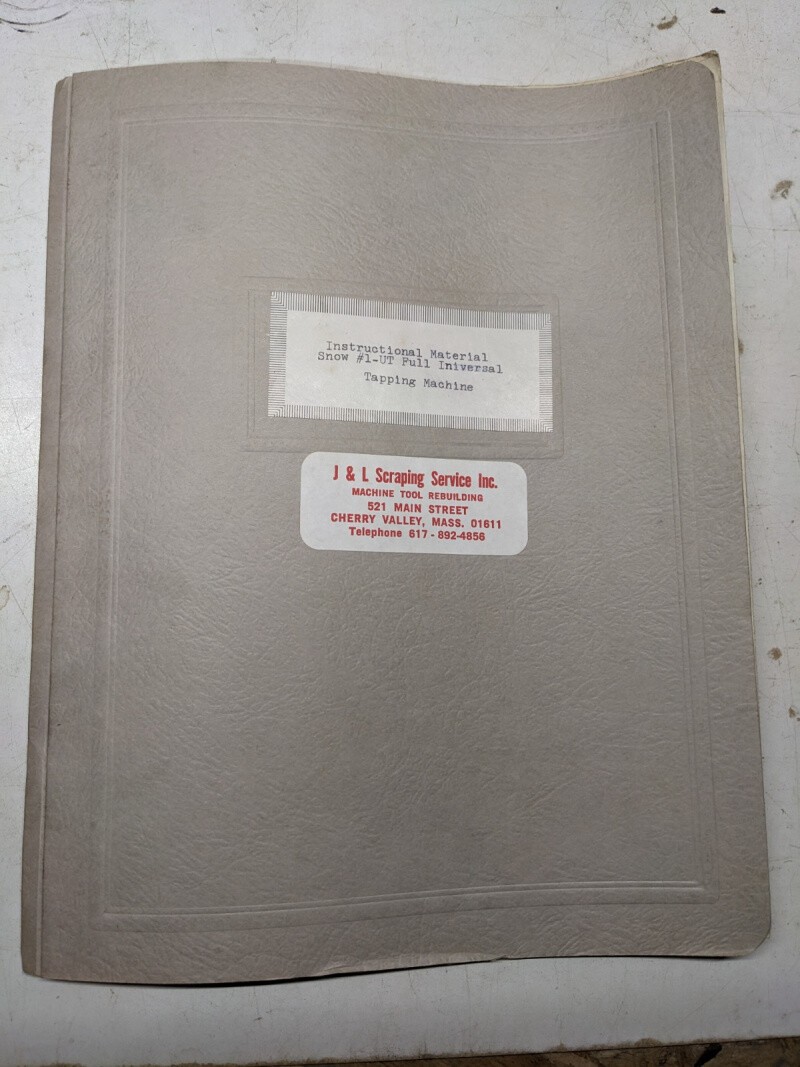 Instructional Material
Snow #1-UT Full Iniversal
Tapping Machine
J & L Scraping Service Inc.
MACHINE TOOL REBUILDING
521 MAIN STREET
CHERRY VALLEY, MASS. 01611
Telephone 617 - 892-4856